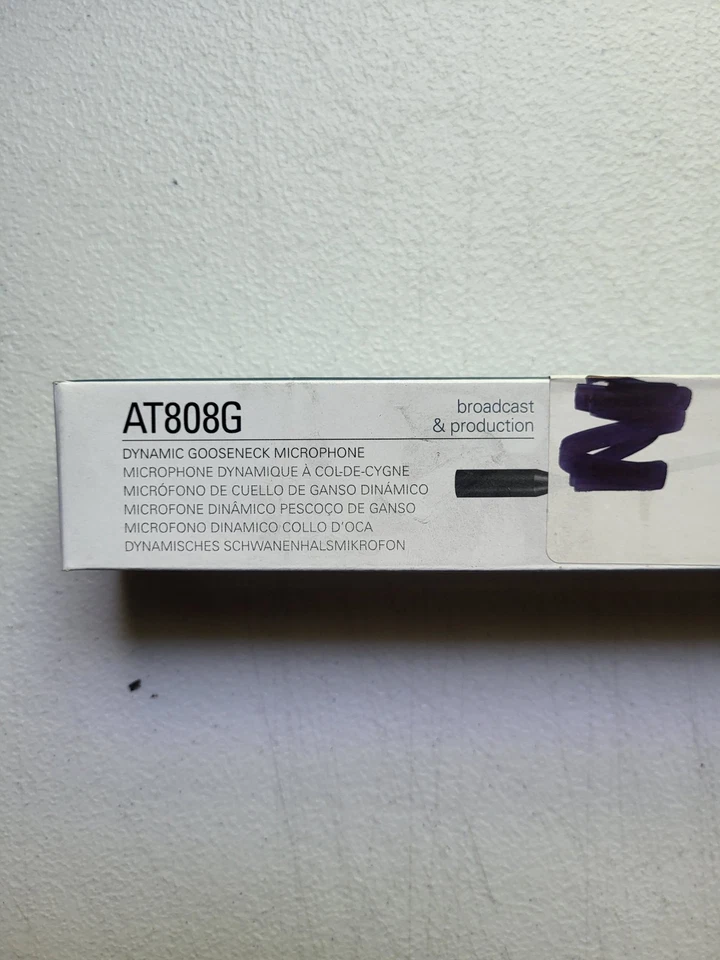 AT808G
broadcast
& production
DYNAMIC GOOSENECK MICROPHONE
MICROPHONE DYNAMIQUE À COL-DE-CYGNE
MICRÓFONO DE CUELLO DE GANSO DINÁMICO
MICROFONE DINÂMICO PESCOÇO DE GANSO
MICROFONO DINAMICO COLLO D'OCA
DYNAMISCHES SCHWANENHALSMIKROFON